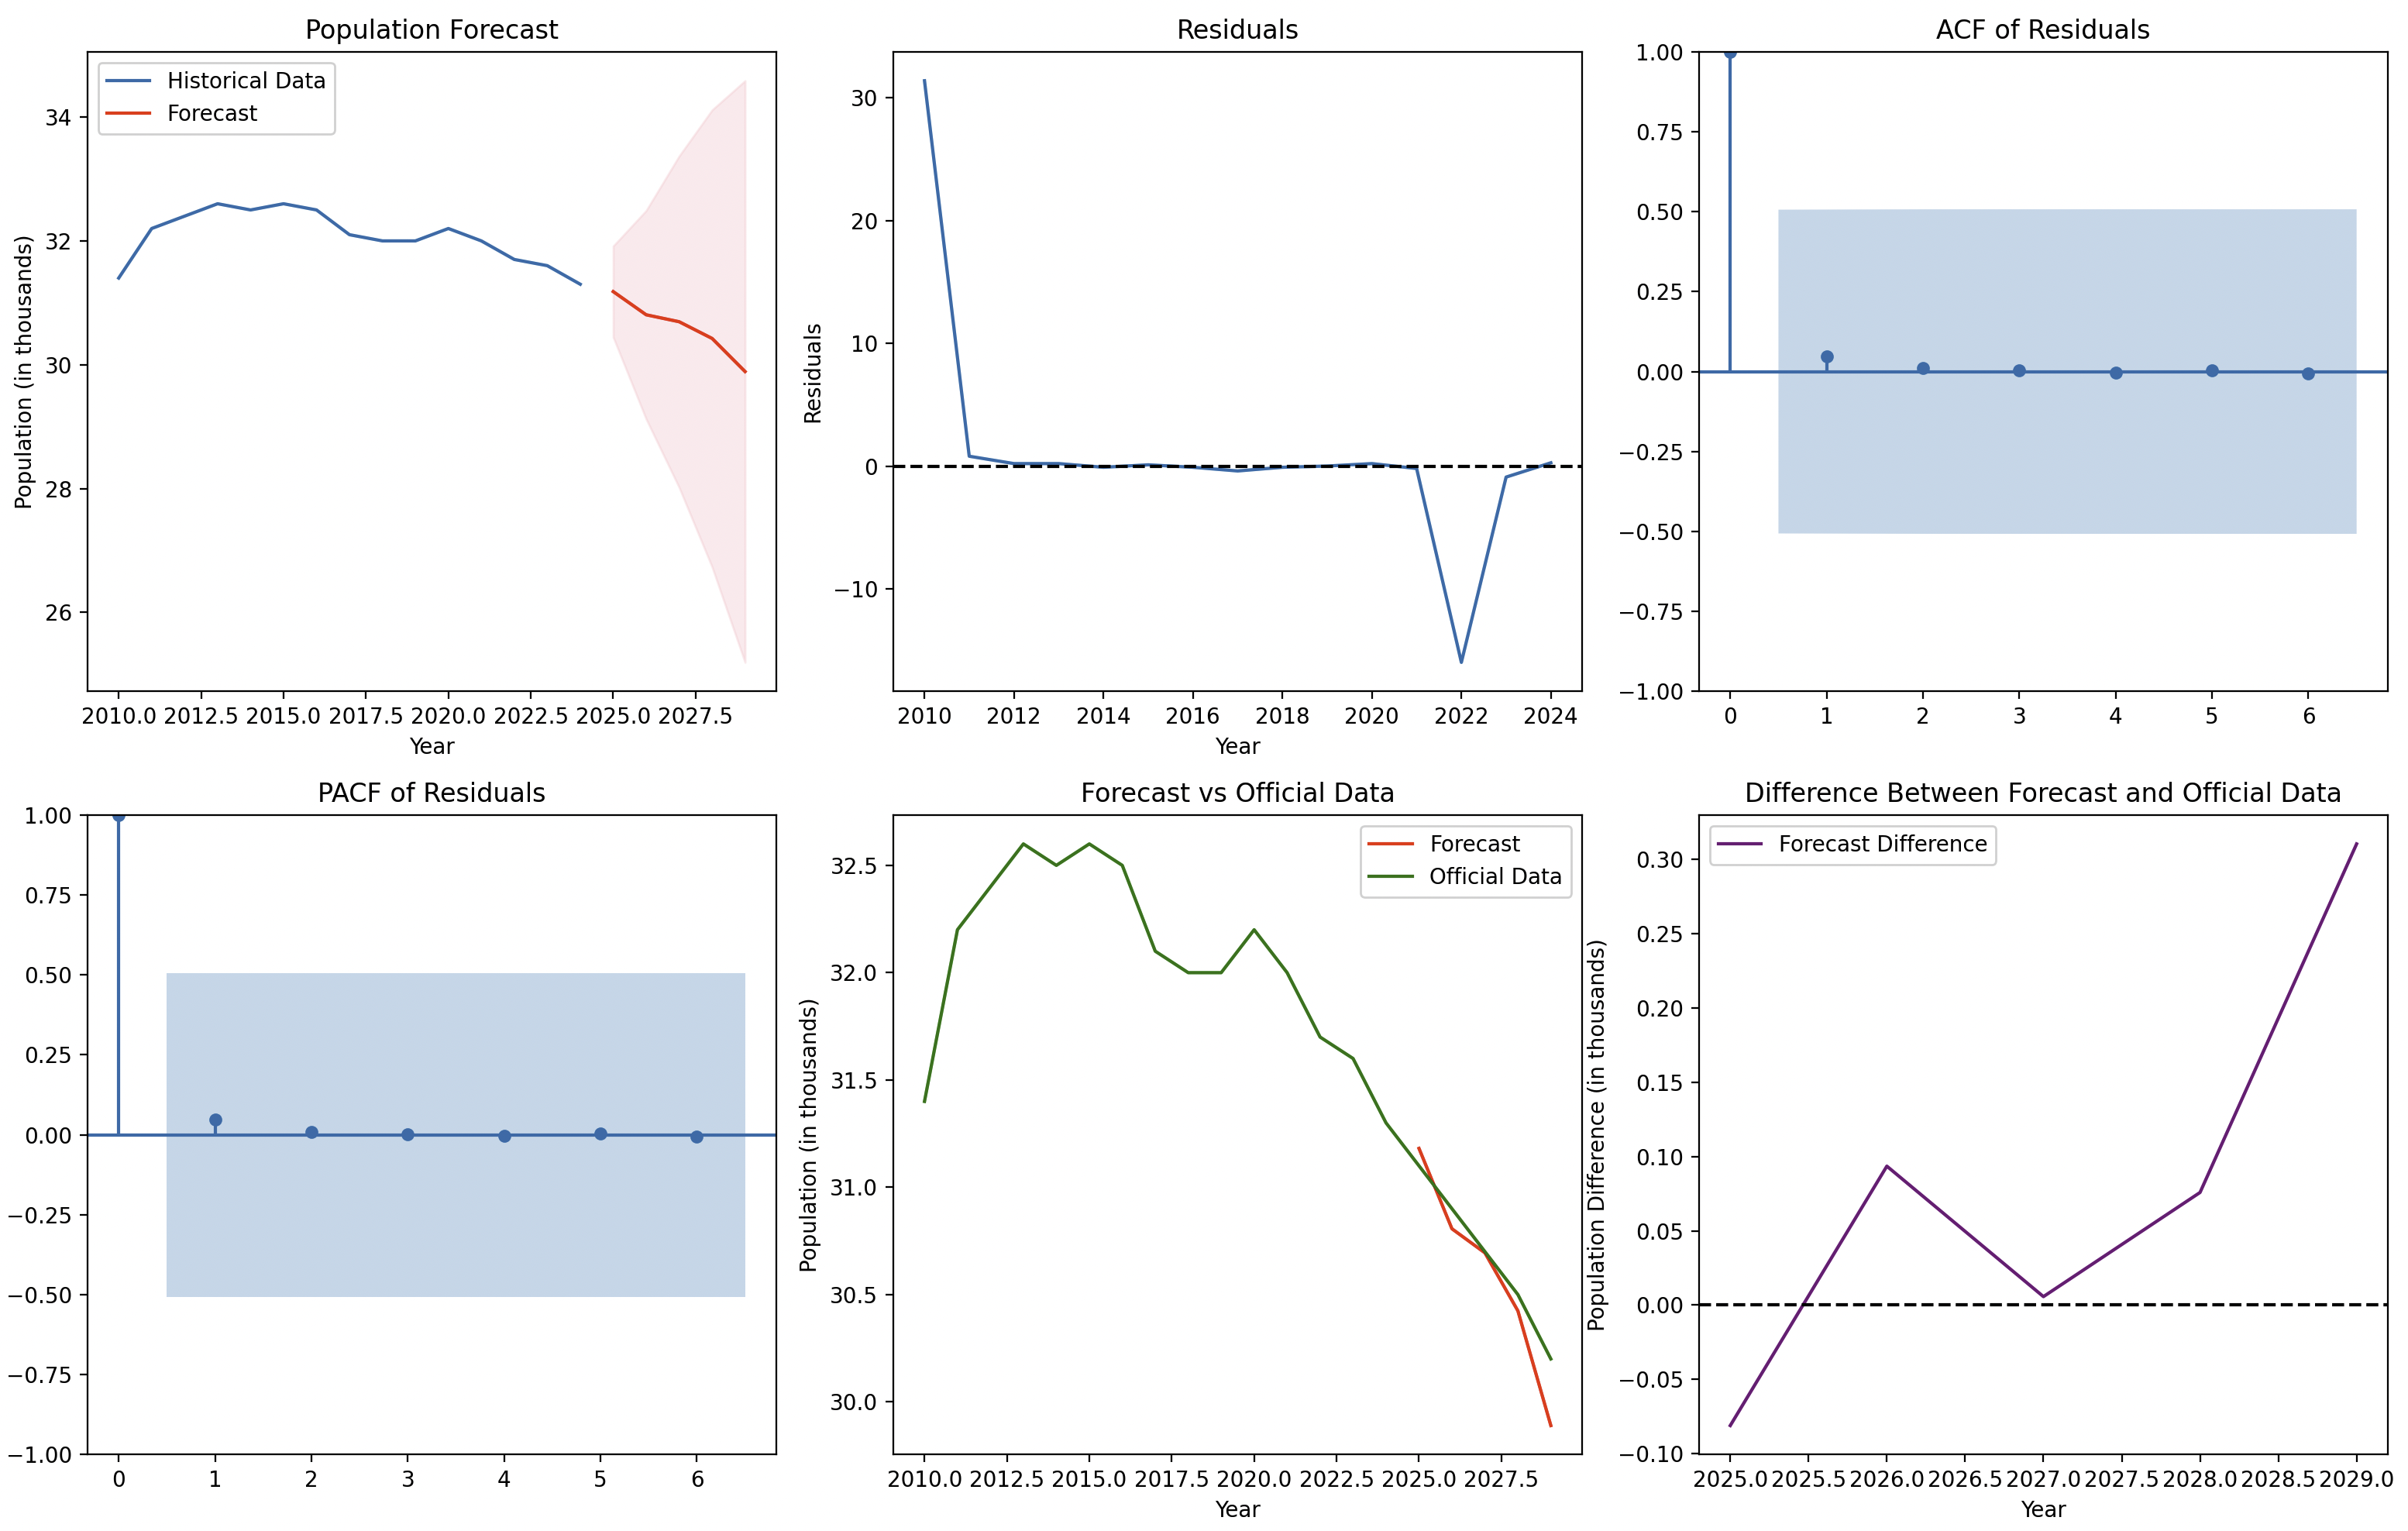 Population Forecast
Historical Data
Forecast
Population (in thousands)
34
32
30
28
26
2010.0 2012.5 2015.0 2017.5 2020.0 2022.5 2025.0 2027.5
Year
Residuals
Residuals
30
20
10
0
−10
2010 2012 2014 2016 2018 2020 2022 2024
Year
ACF of Residuals
1.00
0.75
0.50
0.25
0.00
−0.25
−0.50
−0.75
−1.00
0 1 2 3 4 5 6
PACF of Residuals
1.00
0.75
0.50
0.25
0.00
−0.25
−0.50
−0.75
−1.00
0 1 2 3 4 5 6
Forecast vs Official Data
Forecast
Official Data
Population (in thousands)
32.5
32.0
31.5
31.0
30.5
30.0
2010.0 2012.5 2015.0 2017.5 2020.0 2022.5 2025.0 2027.5
Year
Difference Between Forecast and Official Data
Forecast Difference
Population Difference (in thousands)
0.30
0.25
0.20
0.15
0.10
0.05
0.00
−0.05
−0.10
2025.0 2025.5 2026.0 2026.5 2027.0 2027.5 2028.0 2028.5 2029.0
Year